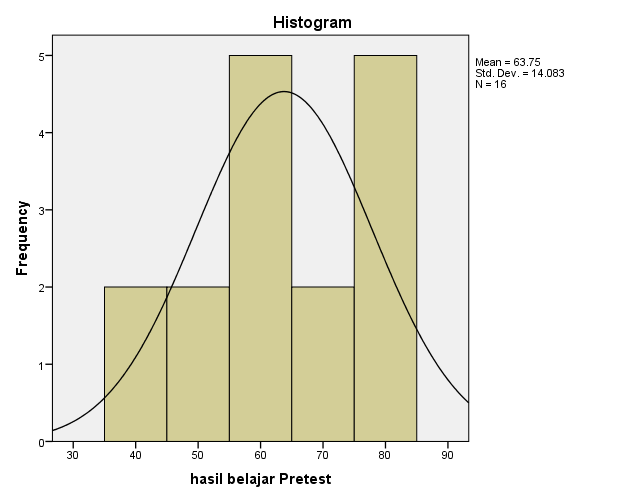 Histogram
Mean = 63.75
Std. Dev. = 14.083
N = 16
Frequency
5
4
3
2
1
0
30 40 50 60 70 80 90
hasil belajar Pretest